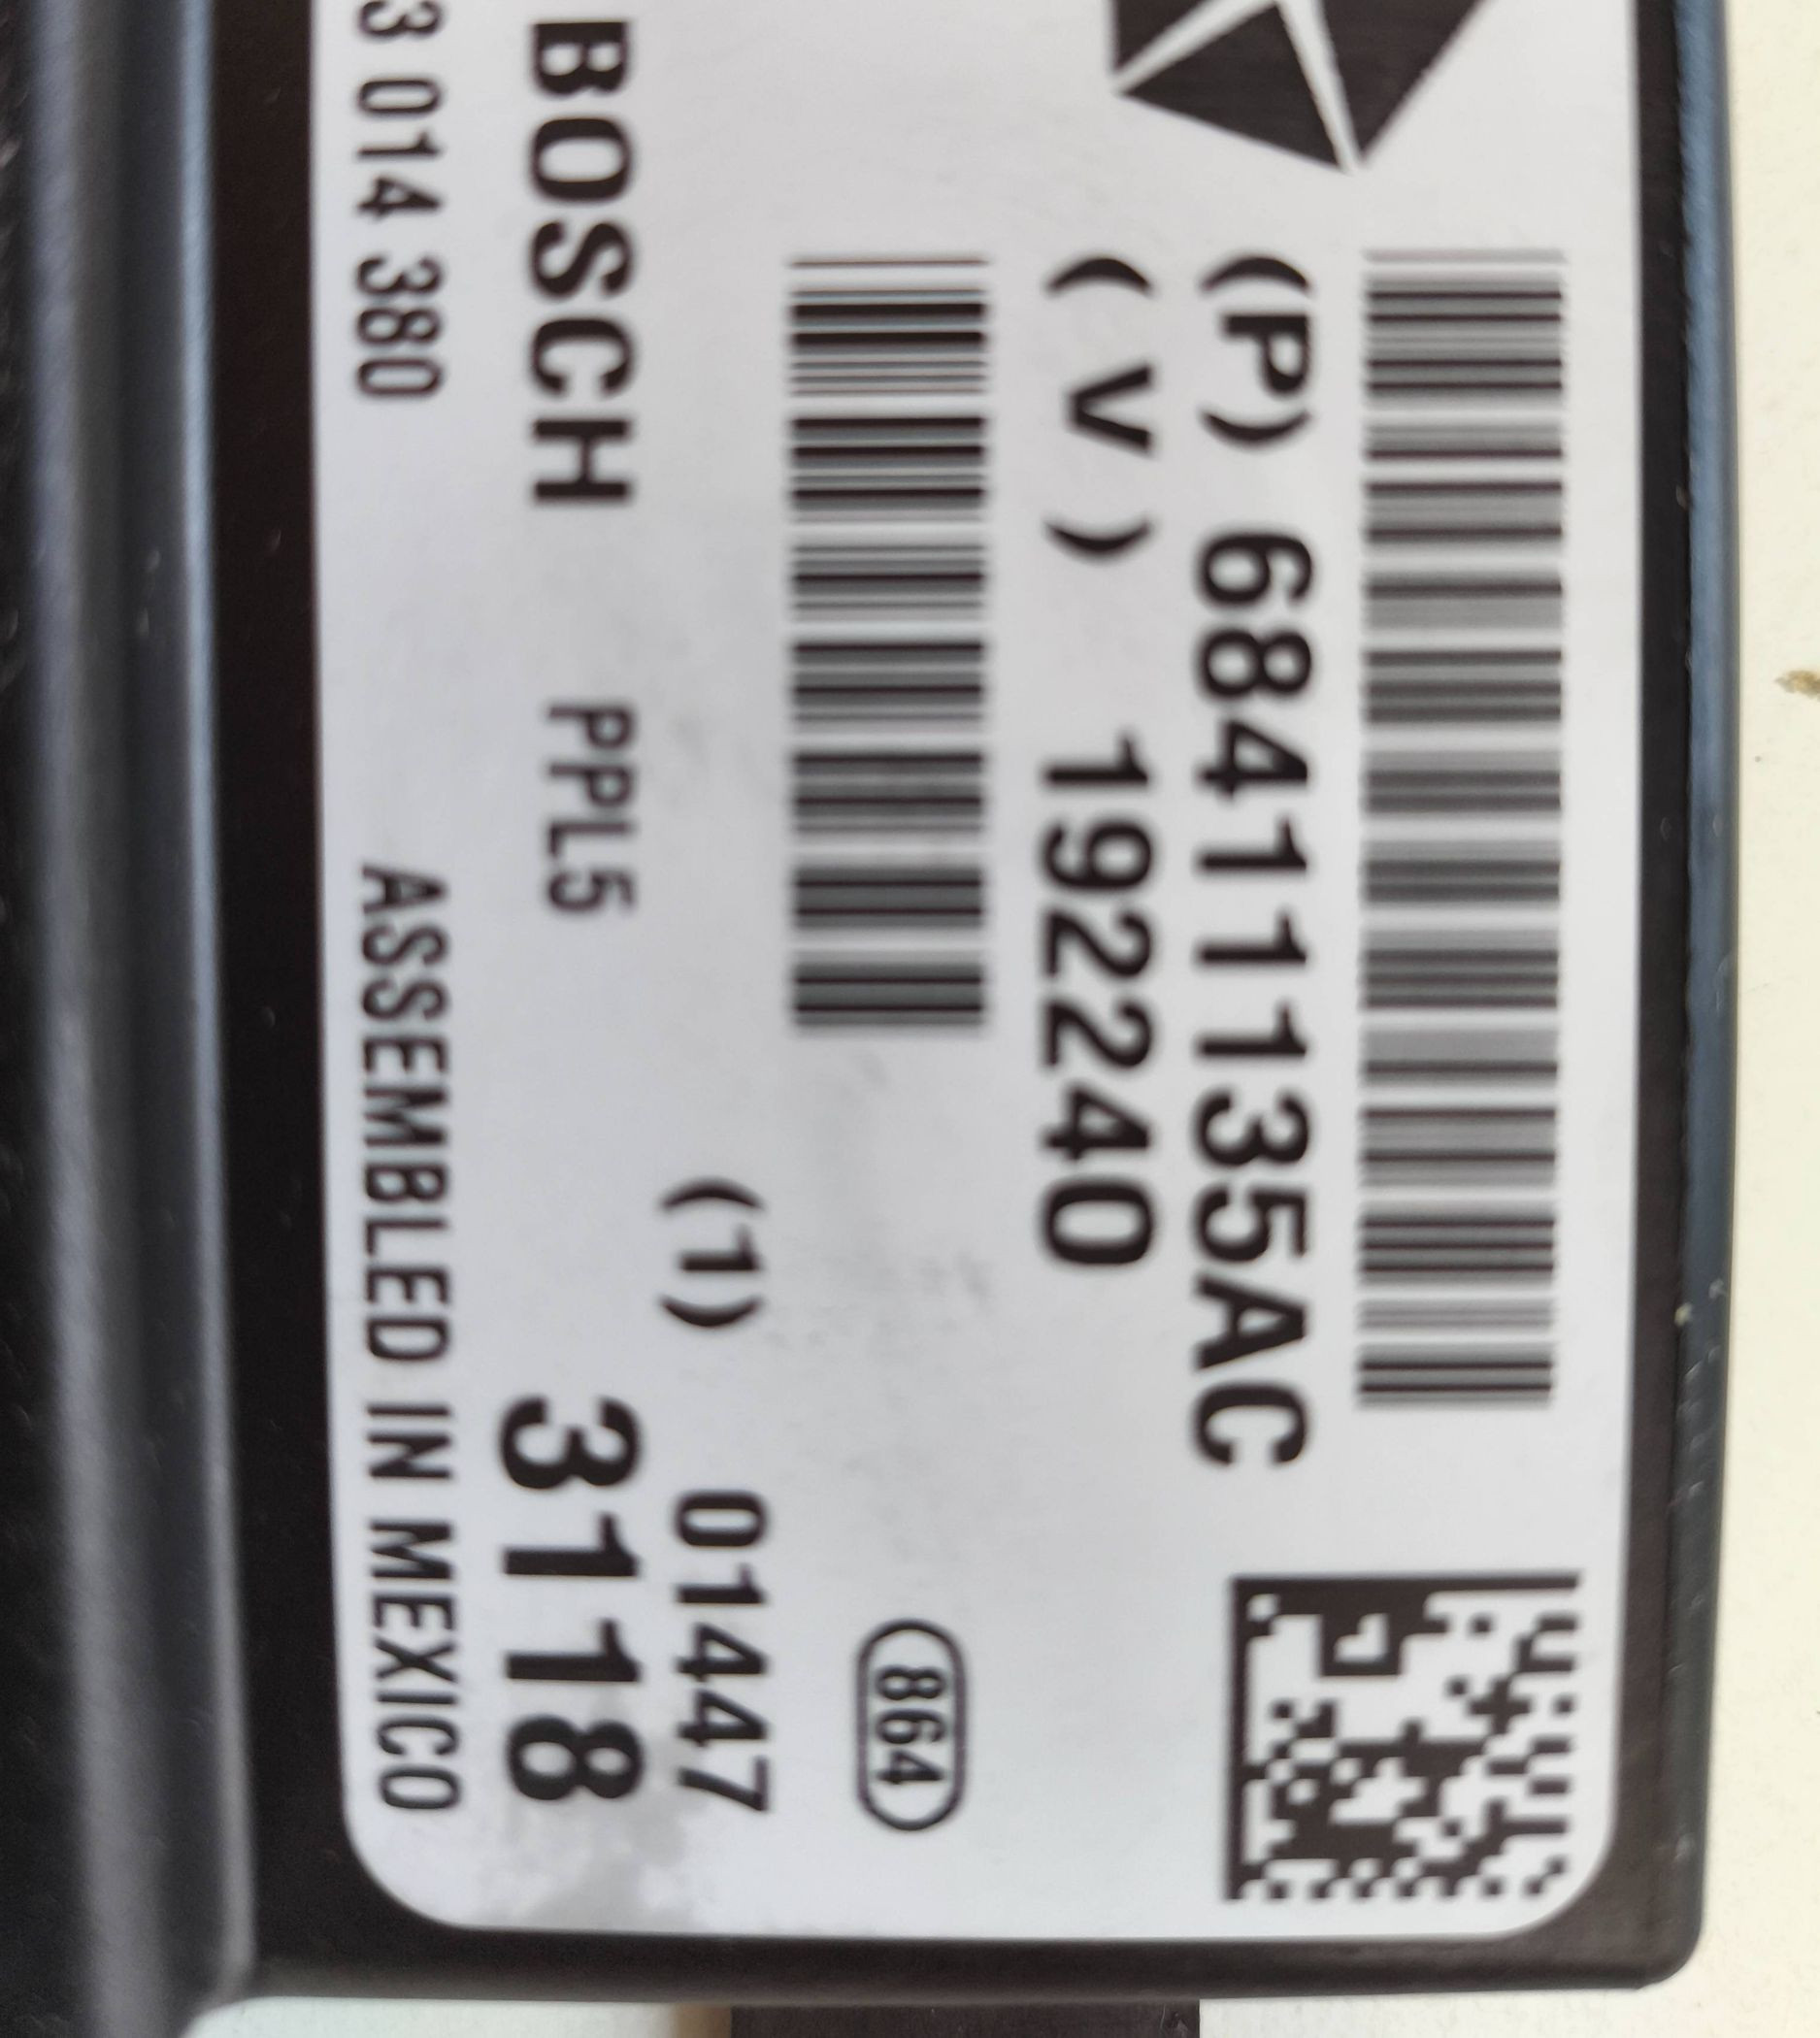 (P) 68411135AC
( V ) 192240
864
(1) 01447
BOSCH PPL5 3118
3 014 380 ASSEMBLED IN MEXICO